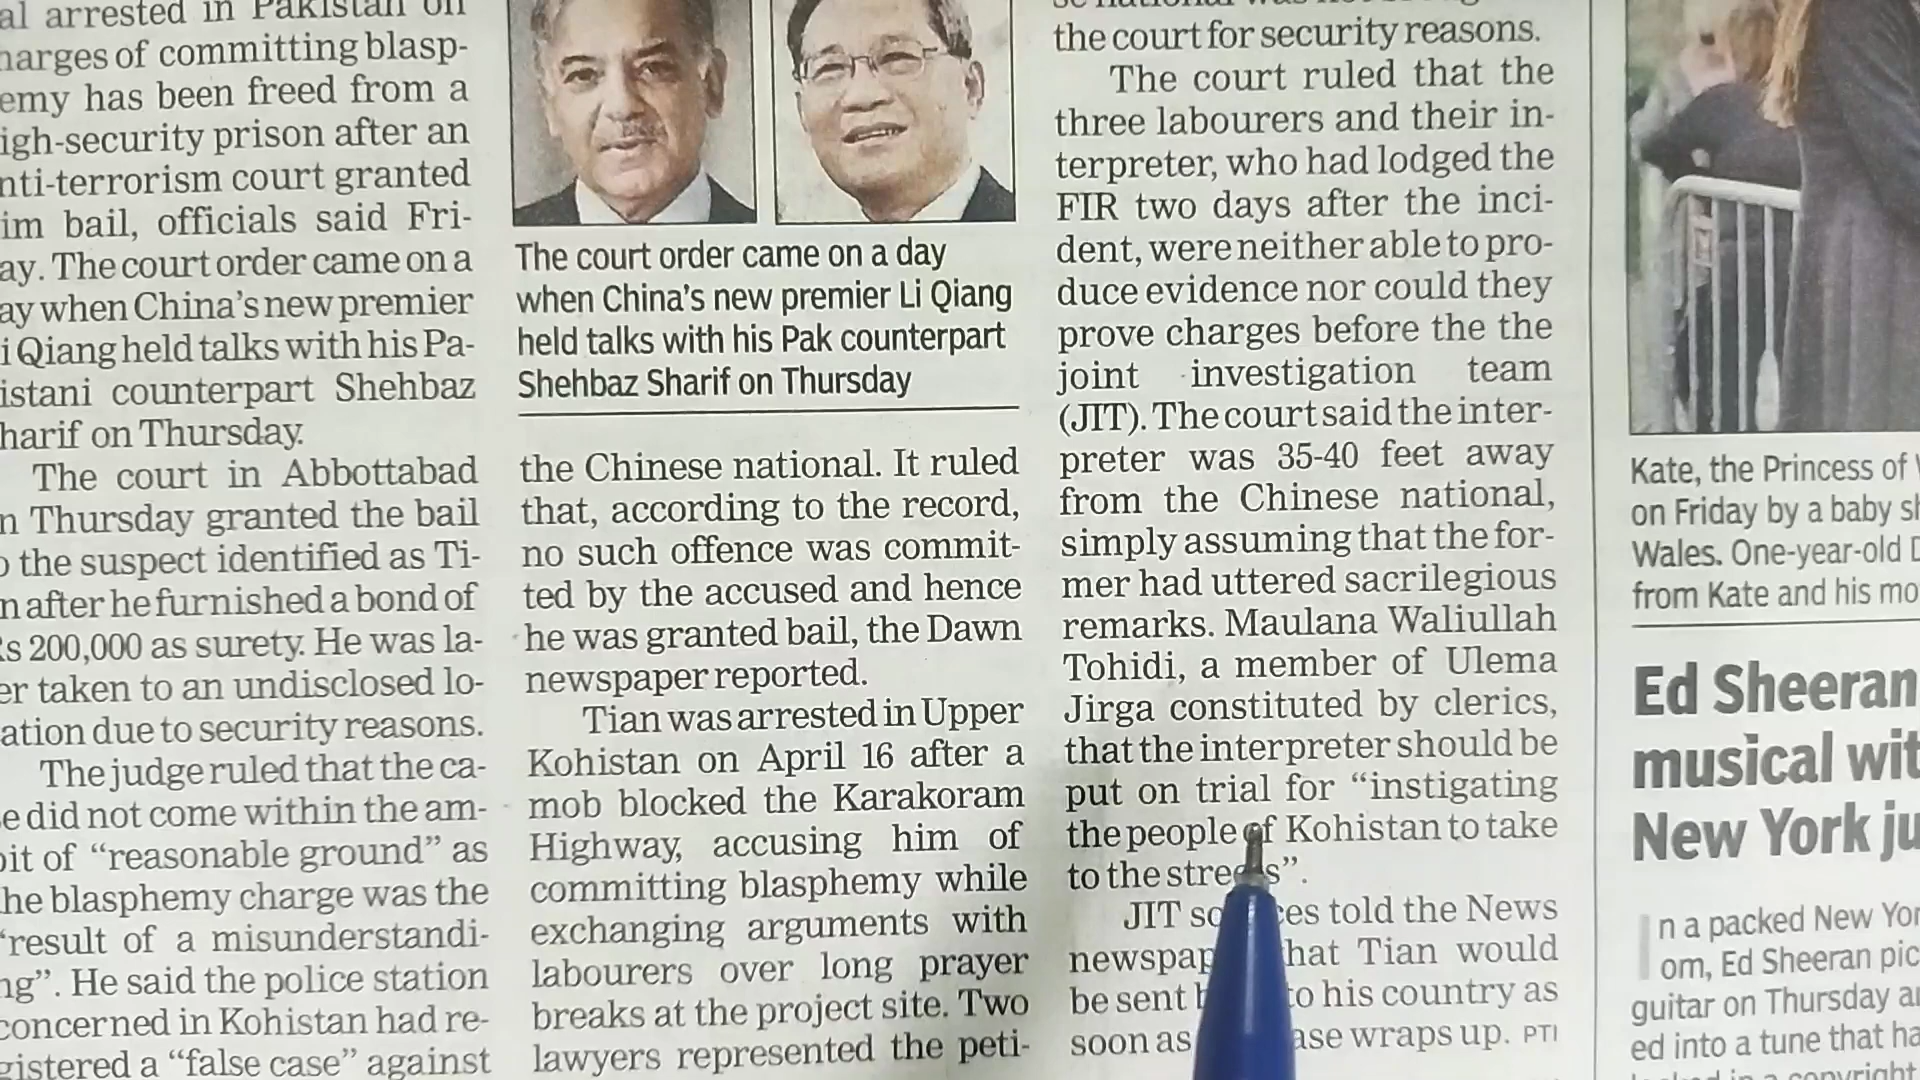 al arrested in Pakistan on
harges of committing blasp-
emy has been freed from a
igh-security prison after an
nti-terrorism court granted
im bail, officials said Fri-
ay. The court order came on a
ay when China's new premier
i Qiang held talks with his Pa-
istani counterpart Shehbaz
harif on Thursday.
The court in Abbottabad
n Thursday granted the bail
o the suspect identified as Ti-
n after he furnished a bond of
Rs 200,000 as surety. He was la-
er taken to an undisclosed lo-
ation due to security reasons.
The judge ruled that the ca-
e did not come within the am-
bit of “reasonable ground” as
he blasphemy charge was the
“result of a misunderstandi-
ng”. He said the police station
concerned in Kohistan had re-
gistered a “false case” against
The court order came on a day
when China's new premier Li Qiang
held talks with his Pak counterpart
Shehbaz Sharif on Thursday
the Chinese national. It ruled
that, according to the record,
no such offence was commit-
ted by the accused and hence
he was granted bail, the Dawn
newspaper reported.
Tian was arrested in Upper
Kohistan on April 16 after a
mob blocked the Karakoram
Highway, accusing him of
committing blasphemy while
exchanging arguments with
labourers over long prayer
breaks at the project site. Two
lawyers represented the peti-
se national was not
the court for security reasons.
The court ruled that the
three labourers and their in-
terpreter, who had lodged the
FIR two days after the inci-
dent, were neither able to pro-
duce evidence nor could they
prove charges before the the
joint investigation team
(JIT). The court said the inter-
preter was 35-40 feet away
from the Chinese national,
simply assuming that the for-
mer had uttered sacrilegious
remarks. Maulana Waliullah
Tohidi, a member of Ulema
Jirga constituted by clerics,
that the interpreter should be
put on trial for “instigating
the people of Kohistan to take
to the streets”.
JIT sources told the News
newspaper that Tian would
be sent to his country as
soon as case wraps up. PTI
Kate, the Princess of
on Friday by a baby sh
Wales. One-year-old D
from Kate and his mo
Ed Sheeran
musical wit
New York ju
In a packed New Yor
om, Ed Sheeran pic
guitar on Thursday a
ed into a tune that ha
in a copyright